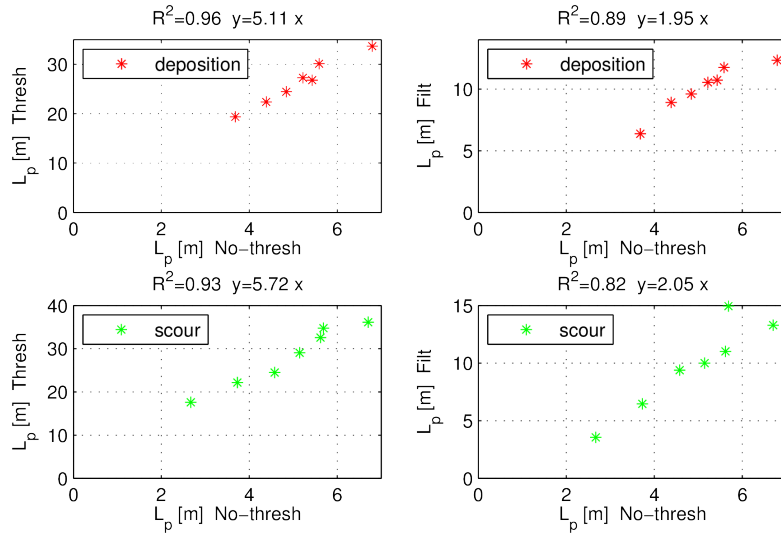 R²=0.96 y=5.11 x
deposition
L_p [m] Thresh
30
20
10
0
0 2 4 6
L_p [m] No−thresh
R²=0.89 y=1.95 x
deposition
L_p [m] Filt
10
5
0
0 2 4 6
L_p [m] No−thresh
R²=0.93 y=5.72 x
scour
L_p [m] Thresh
40
30
20
10
0
0 2 4 6
L_p [m] No−thresh
R²=0.82 y=2.05 x
scour
L_p [m] Filt
15
10
5
0
0 2 4 6
L_p [m] No−thresh